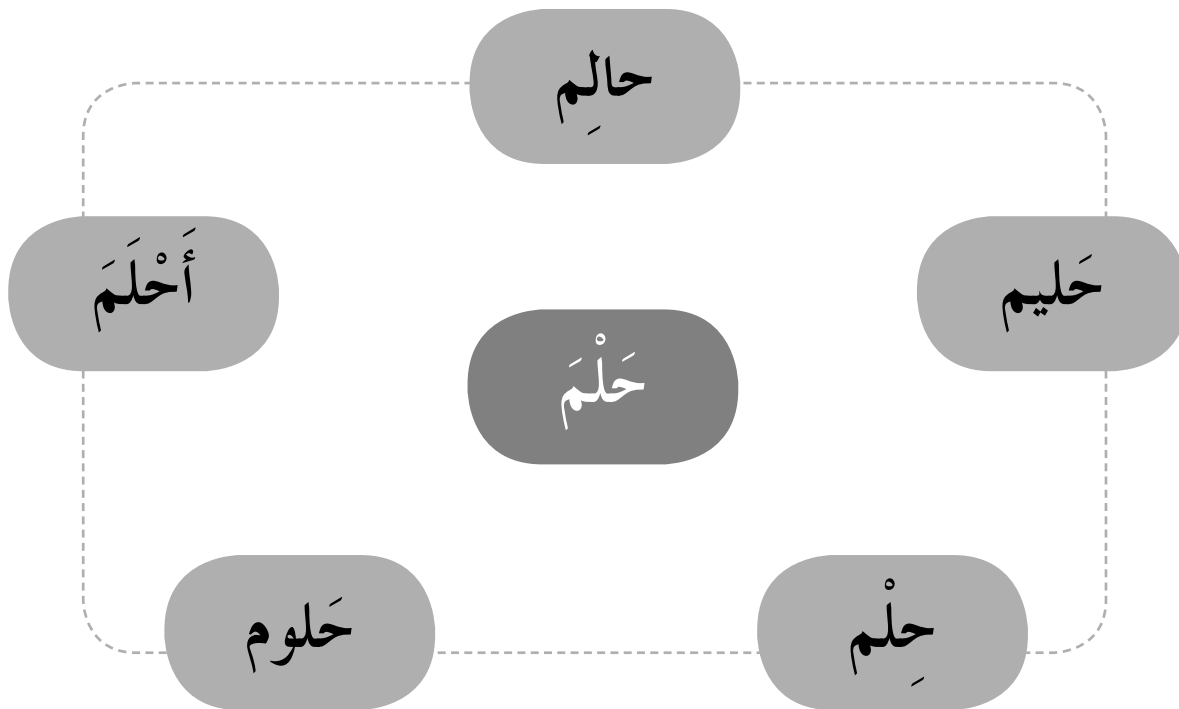 حالِم
حَليم
أَحْلَمَ
حَلْمَ
حِلْم
حَلوم